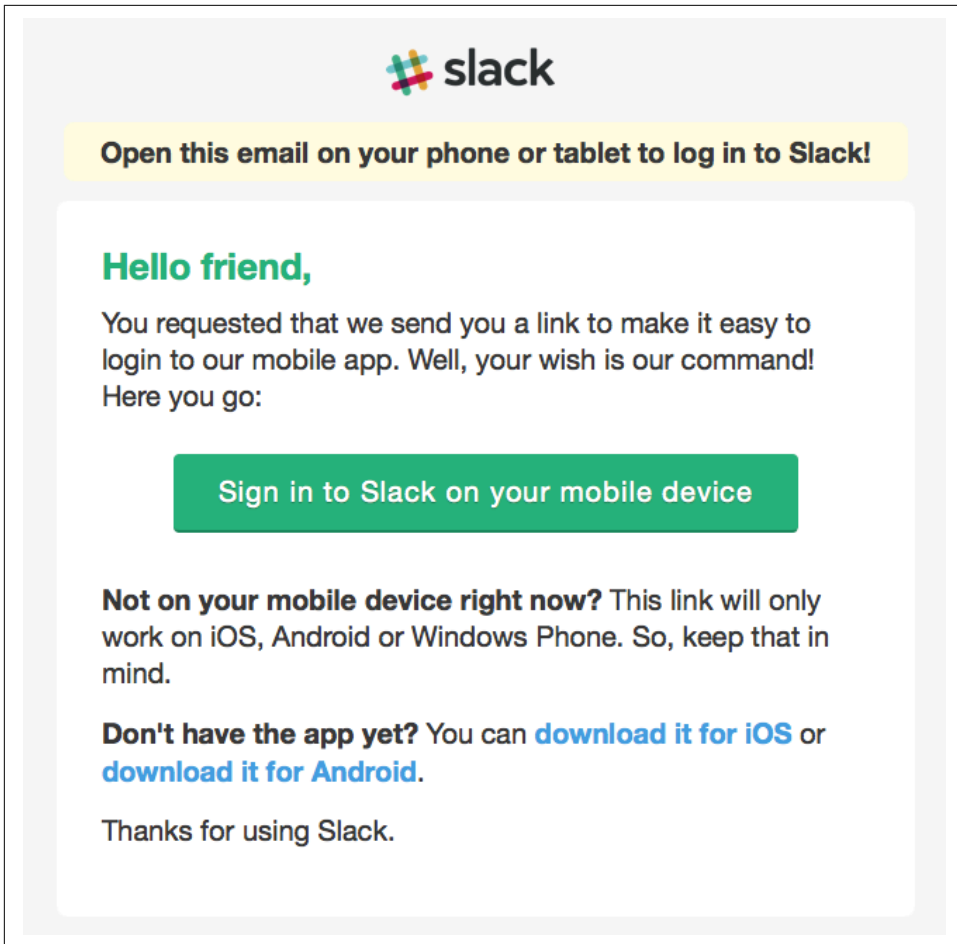 slack
Open this email on your phone or tablet to log in to Slack!
Hello friend,
You requested that we send you a link to make it easy to
login to our mobile app. Well, your wish is our command!
Here you go:
Sign in to Slack on your mobile device
Not on your mobile device right now? This link will only
work on iOS, Android or Windows Phone. So, keep that in
mind.
Don't have the app yet? You can download it for iOS or
download it for Android.
Thanks for using Slack.